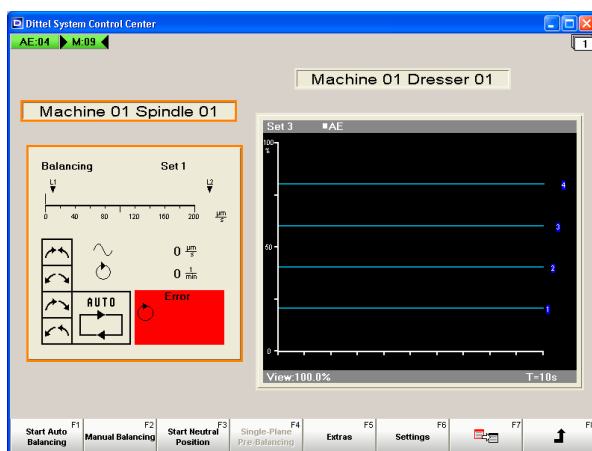 Dittel System Control Center
AE:04 M:09
1
Machine 01 Dresser 01
Machine 01 Spindle 01
Set 3 AE
100
%
50
0
4
3
2
1
View:100.0% T=10s
Balancing Set 1
L1 L2
0 40 80 120 160 200 µm/s
0 µm/s
0 1/min
AUTO
Error
F1 F2 F3 F4 F5 F6 F7 F8
Start Auto Balancing
Manual Balancing
Start Neutral Position
Single-Plane Pre-Balancing
Extras
Settings